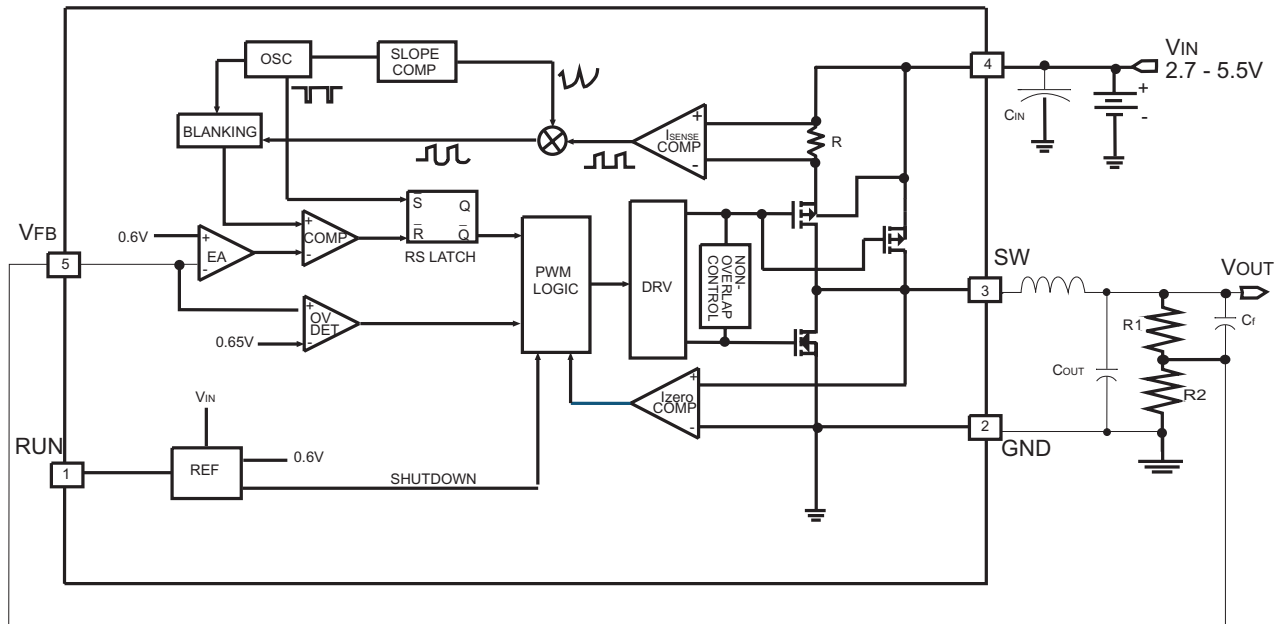 OSC
SLOPE
COMP
4
VIN
2.7 - 5.5V
+
-
CIN
BLANKING
+
ISENSE
COMP
-
R
S
Q
R
Q
RS LATCH
VFB
5
0.6V
+
EA
-
+
COMP
-
PWM
LOGIC
DRV
NON-
OVERLAP
CONTROL
SW
3
VOUT
R1
Cf
COUT
R2
+
OV
DET
-
0.65V
+
Izero
COMP
-
2
GND
VIN
RUN
1
REF
0.6V
SHUTDOWN